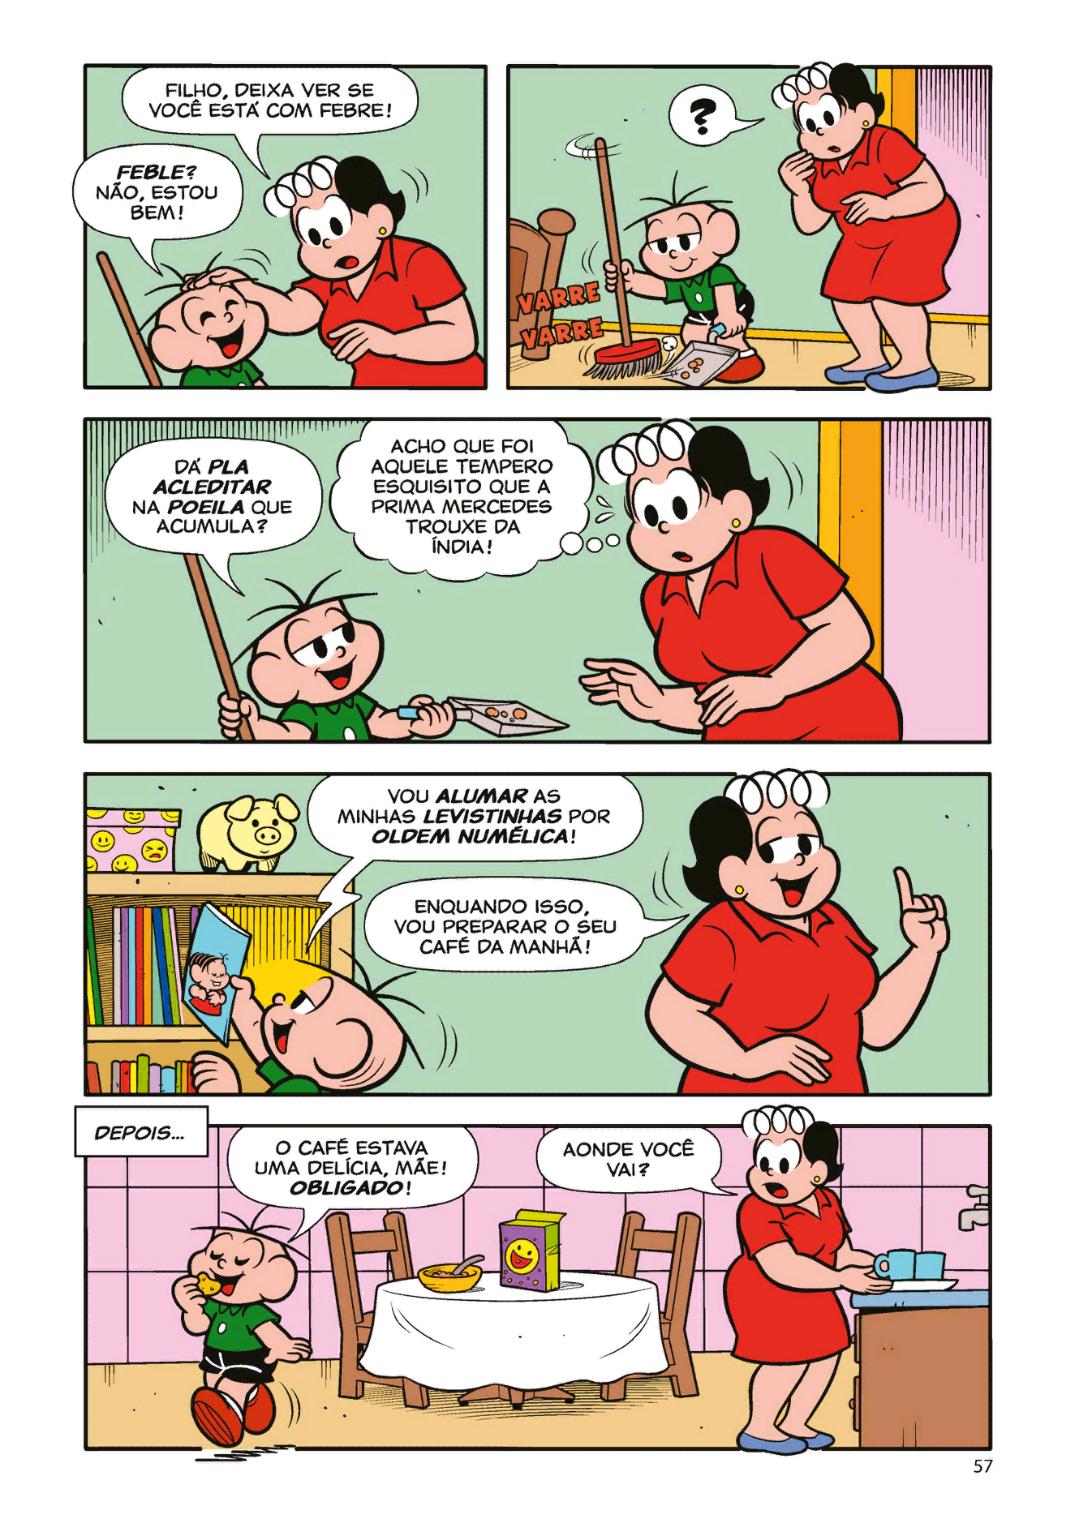 FILHO, DEIXA VER SE
VOCÊ ESTÁ COM FEBRE!
FEBLE?
NÃO, ESTOU
BEM!
?
VARRE
VARRE
DÁ PLA
ACLEDITAR
NA POEILA QUE
ACUMULA?
ACHO QUE FOI
AQUELE TEMPERO
ESQUISITO QUE A
PRIMA MERCEDES
TROUXE DA
ÍNDIA!
VOU ALUMAR AS
MINHAS LEVISTINHAS POR
OLDEM NUMÉLICA!
ENQUANDO ISSO,
VOU PREPARAR O SEU
CAFÉ DA MANHÃ!
DEPOIS...
O CAFÉ ESTAVA
UMA DELÍCIA, MÃE!
OBLIGADO!
AONDE VOCÊ
VAI?
57